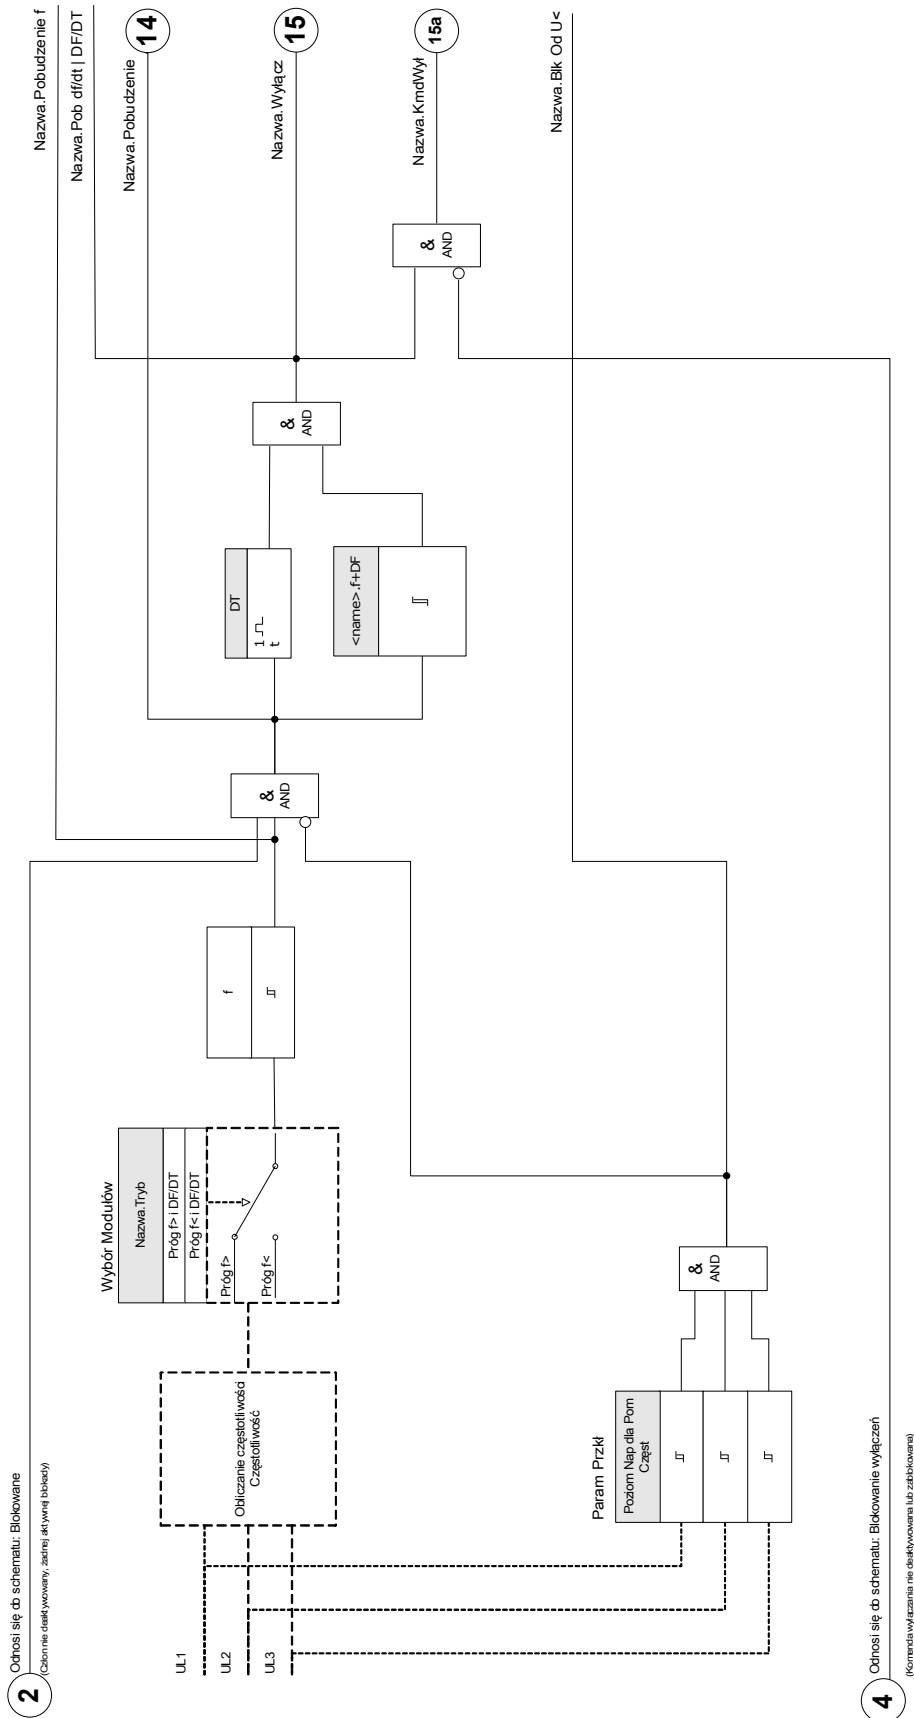 2
Odnosi się do schematu: Blokowane
(Człon nie deaktywowany, żadnej aktywnej blokady)
UL1
UL2
UL3
Obliczanie częstotliwości
Częstotliwość
Wybór Modułów
Nazwa.Tryb
Próg f> i DF/DT
Próg f< i DF/DT
Próg f>
Próg f<
f
&
AND
DT
1
t
<name>.f+DF
&
AND
&
AND
Nazwa.Pobudzenie f
Nazwa.Pob df/dt | DF/DT
Nazwa.Pobudzenie
14
Nazwa.Wyłącz
15
Nazwa.KmdWył
15a
Nazwa.Blk Od U<
Param Przkł
Poziom Nap dla Pom
Częst
&
AND
4
Odnosi się do schematu: Blokowanie wyłączeń
(Komenda wyłączania nie deaktywowana lub zablokowana)